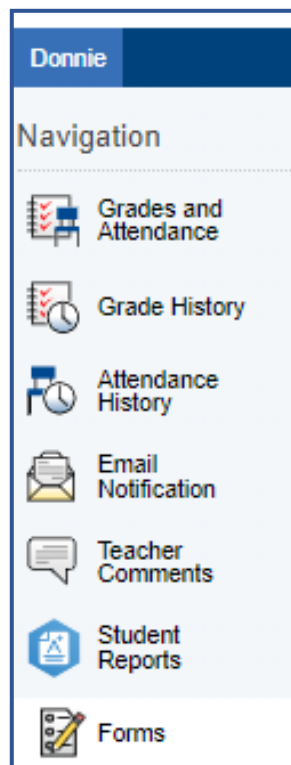 Donnie
Navigation
Grades and
Attendance
Grade History
Attendance
History
Email
Notification
Teacher
Comments
Student
Reports
Forms